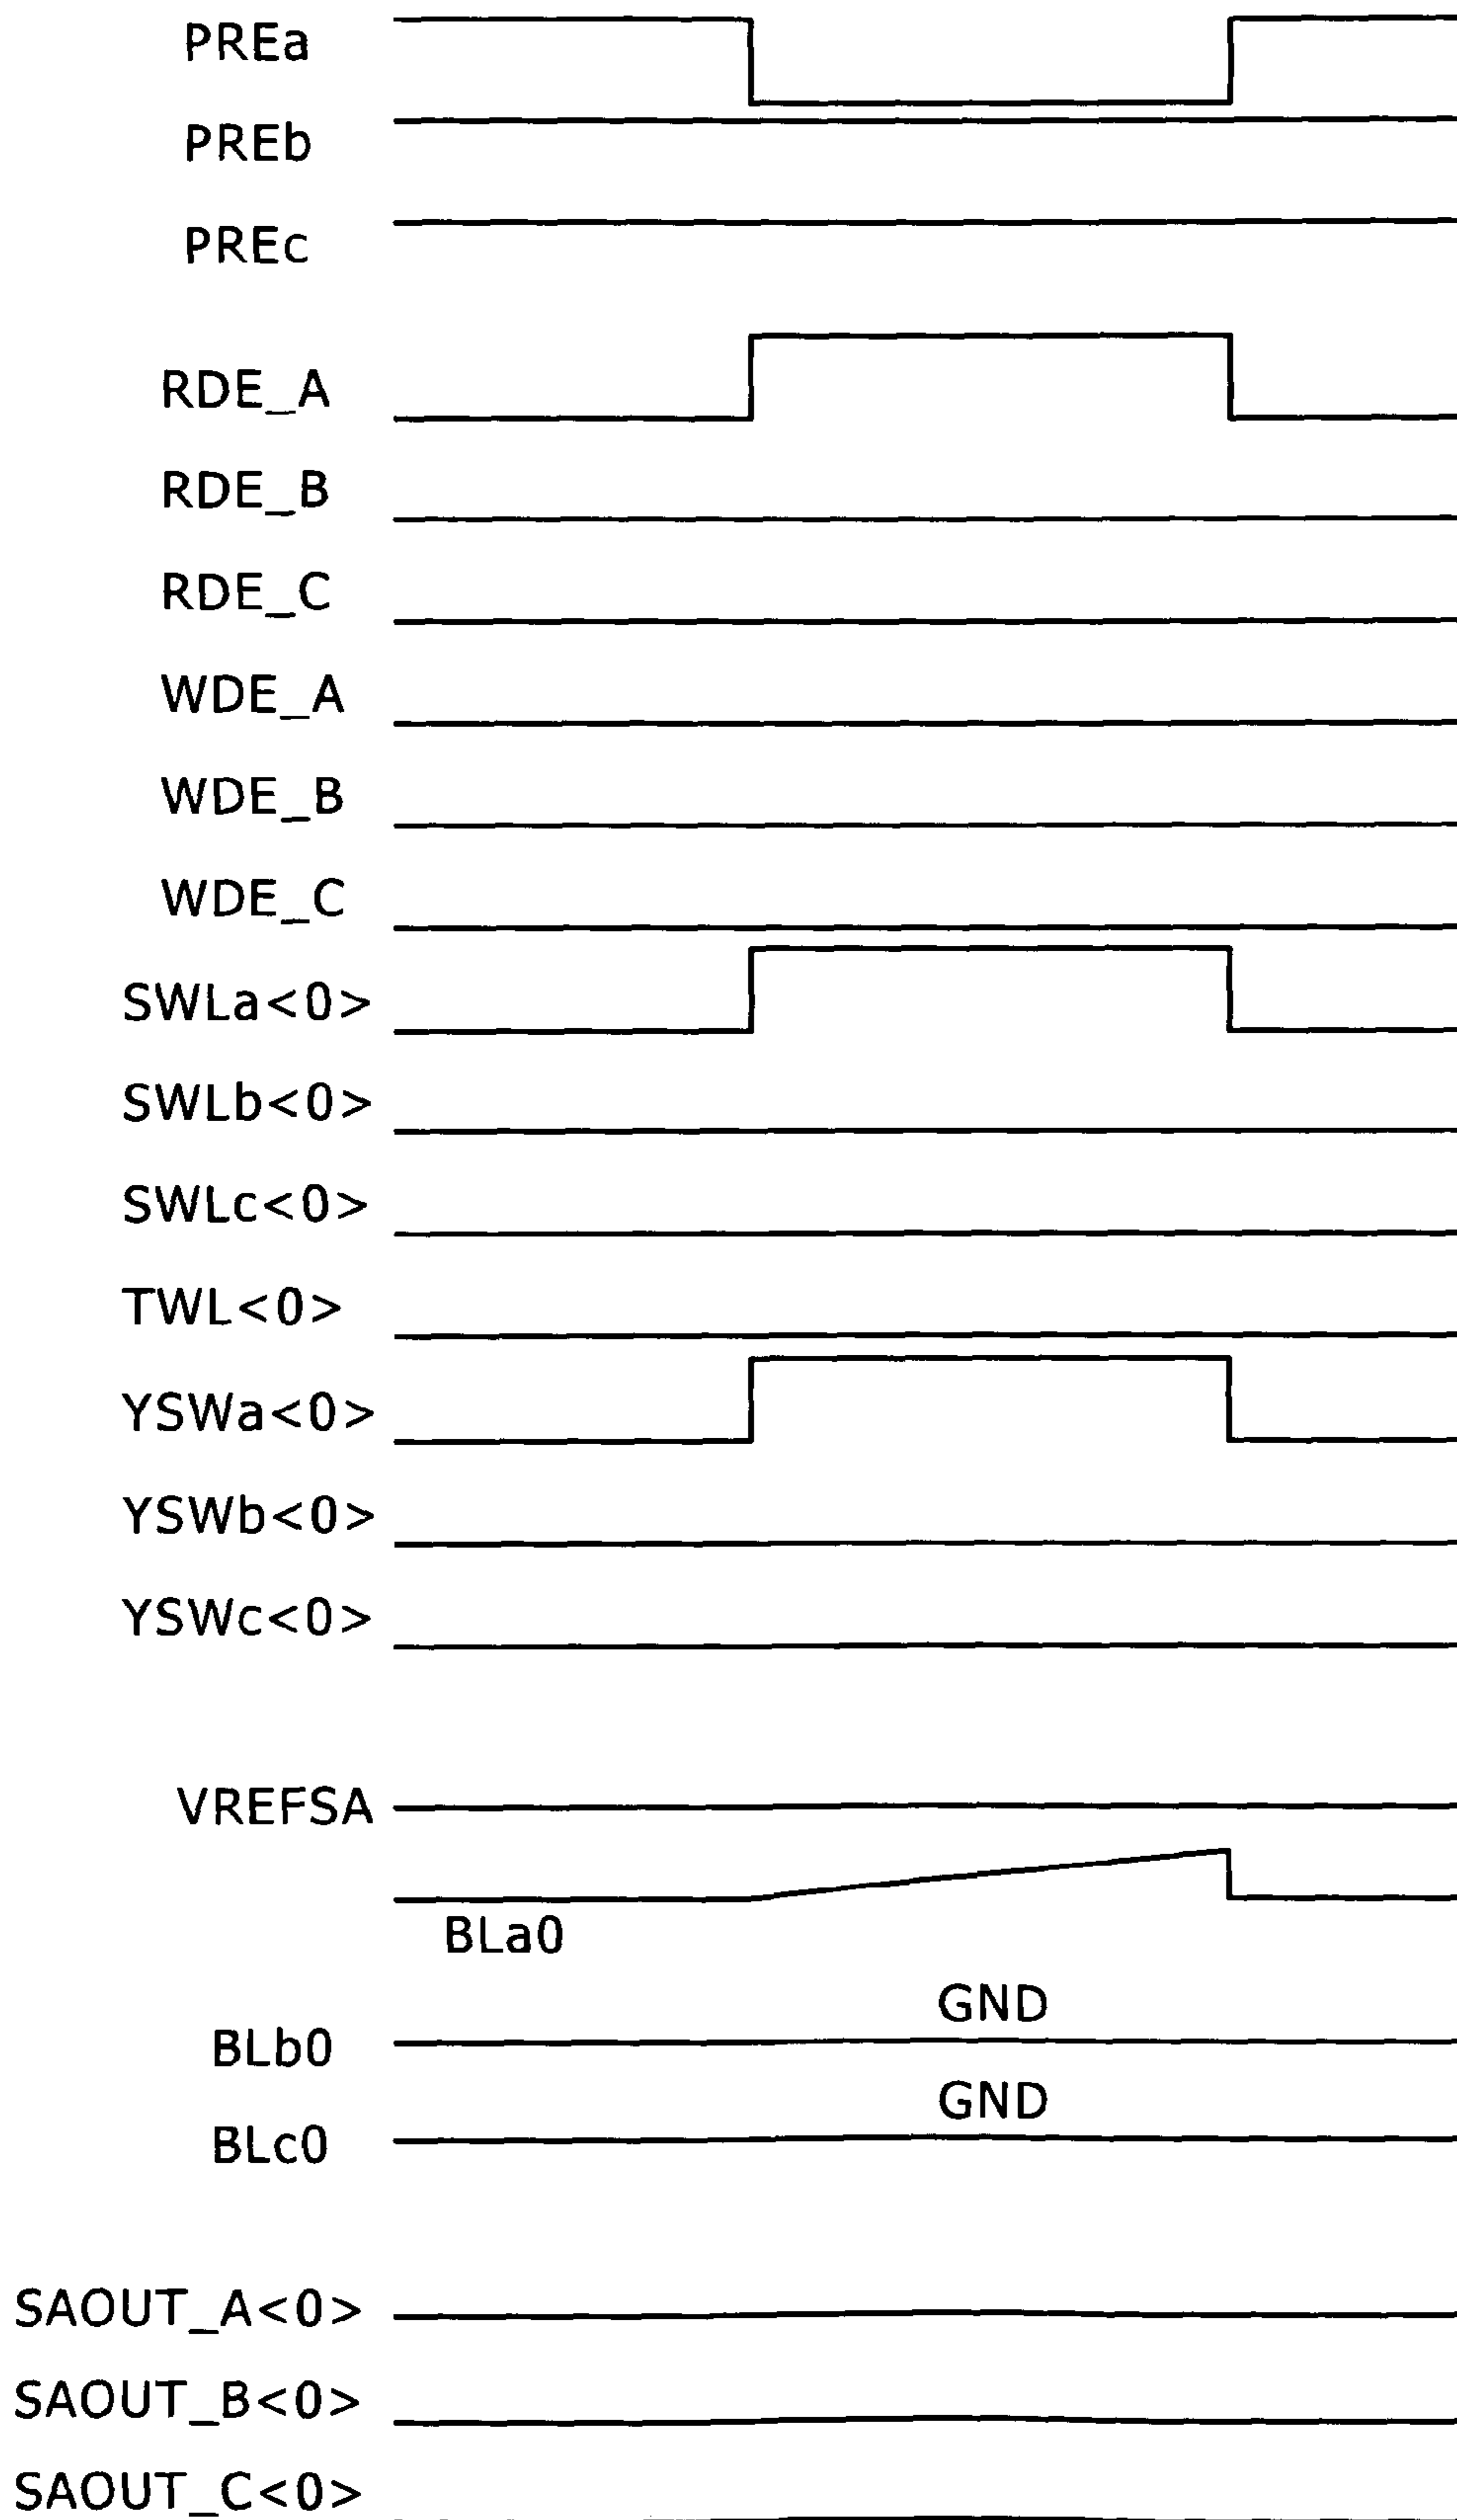 PREa
PREb
PREc
RDE_A
RDE_B
RDE_C
WDE_A
WDE_B
WDE_C
SWLa<0>
SWLb<0>
SWLc<0>
TWL<0>
YSWa<0>
YSWb<0>
YSWc<0>
VREFSA
BLa0
GND
BLb0
GND
BLc0
SAOUT_A<0>
SAOUT_B<0>
SAOUT_C<0>